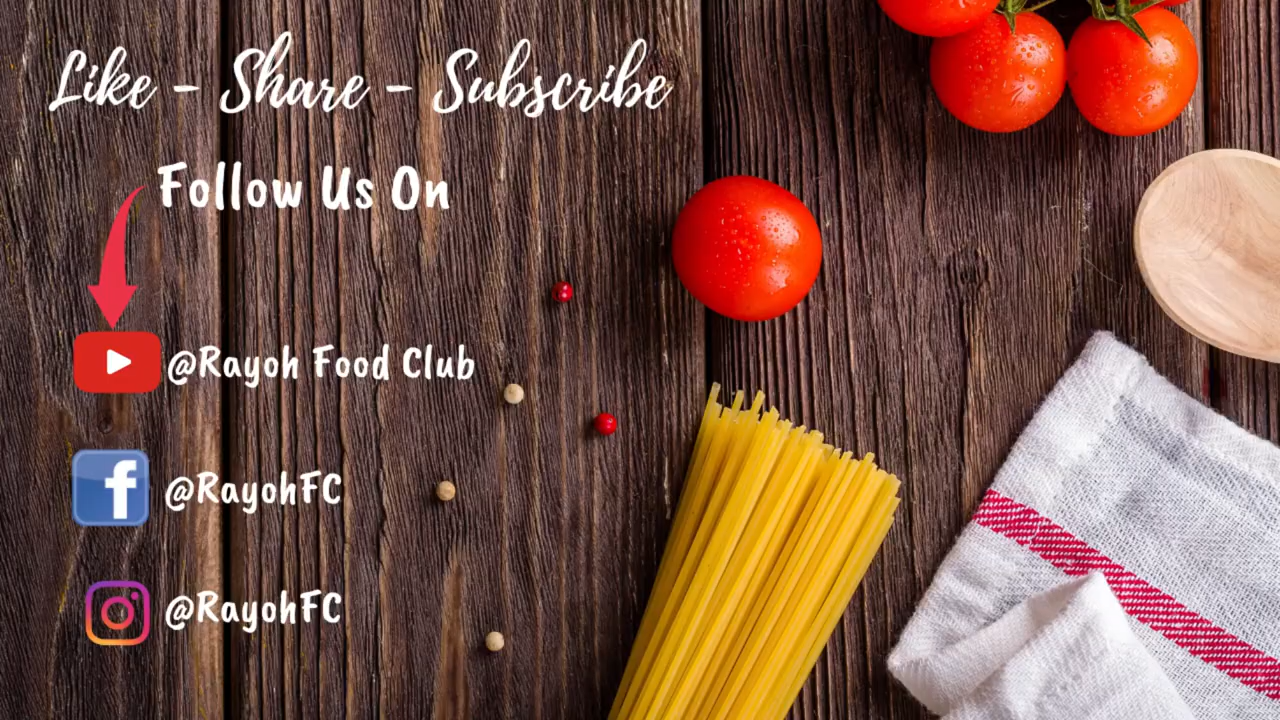 Like - Share - Subscribe
Follow Us On
@Rayoh Food Club
@RayohFC
@RayohFC